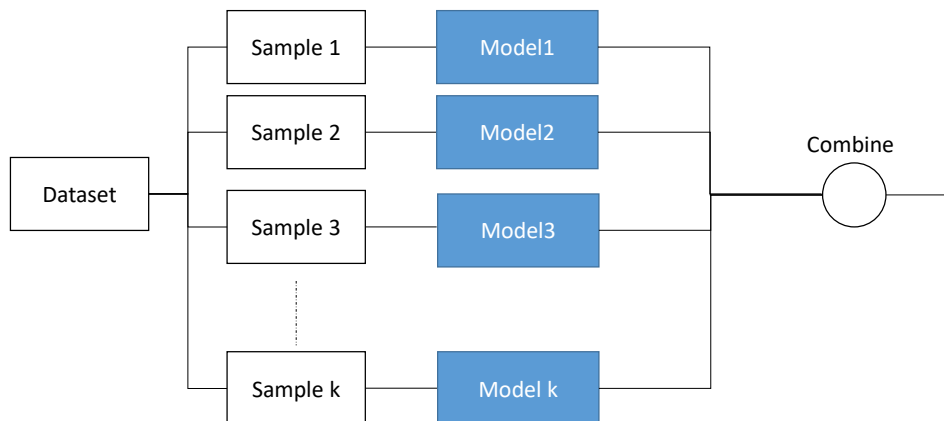 Sample 1
Model1
Sample 2
Model2
Combine
Dataset
Sample 3
Model3
Sample k
Model k